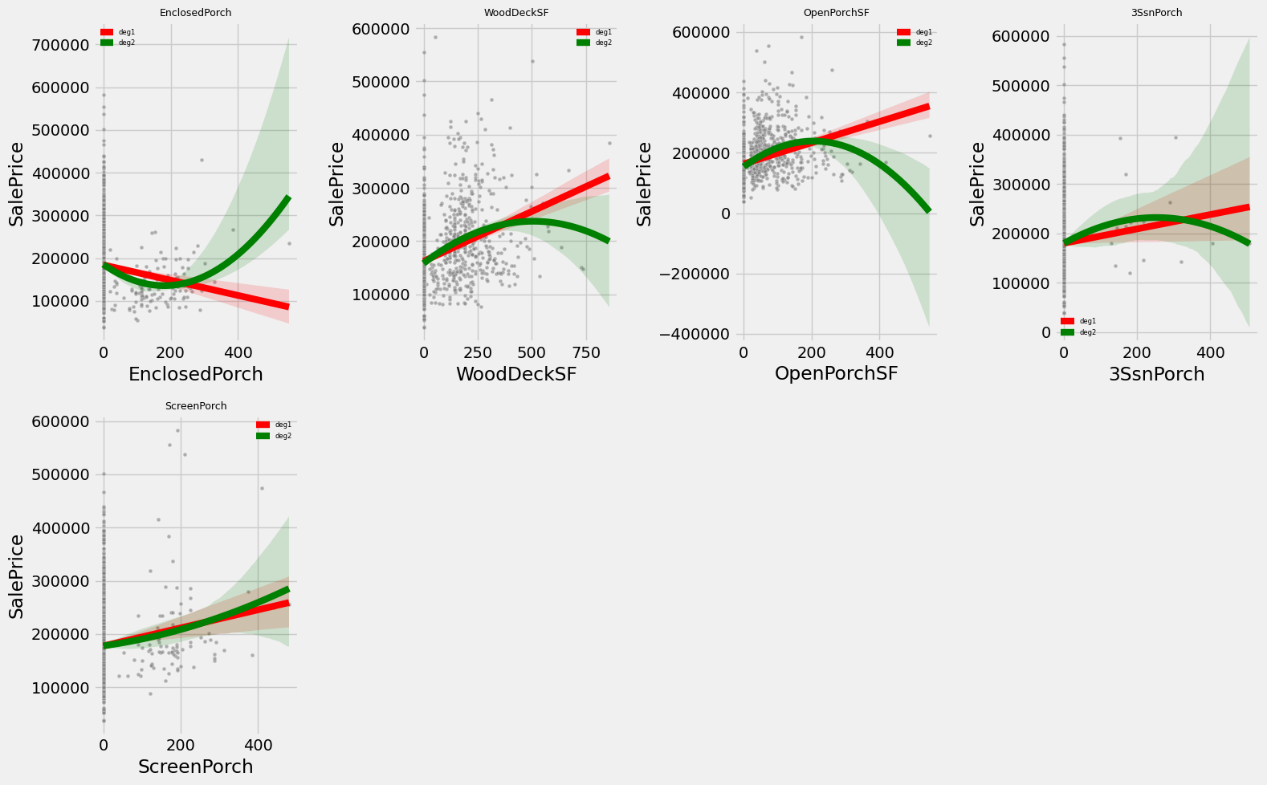 EnclosedPorch
deg1
deg2
700000
600000
500000
400000
300000
200000
100000
SalePrice
0
200
400
EnclosedPorch
WoodDeckSF
deg1
deg2
600000
500000
400000
300000
200000
100000
SalePrice
0
250
500
750
WoodDeckSF
OpenPorchSF
deg1
deg2
600000
400000
200000
0
−200000
−400000
SalePrice
0
200
400
OpenPorchSF
3SsnPorch
600000
500000
400000
300000
200000
100000
0
SalePrice
deg1
deg2
0
200
400
3SsnPorch
ScreenPorch
deg1
deg2
600000
500000
400000
300000
200000
100000
SalePrice
0
200
400
ScreenPorch